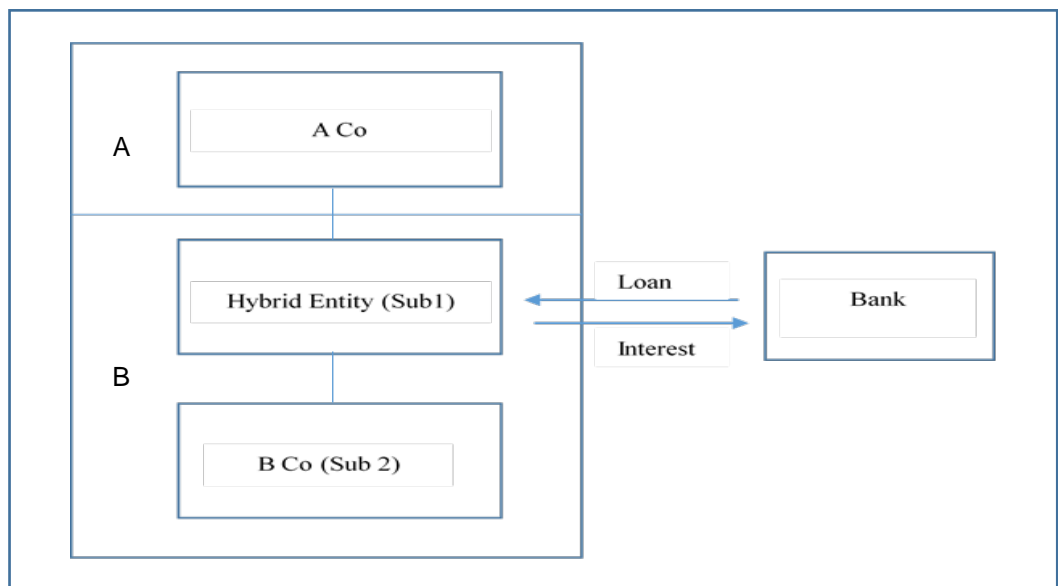 A Co
A
Hybrid Entity (Sub1)
Loan
Bank
Interest
B
B Co (Sub 2)